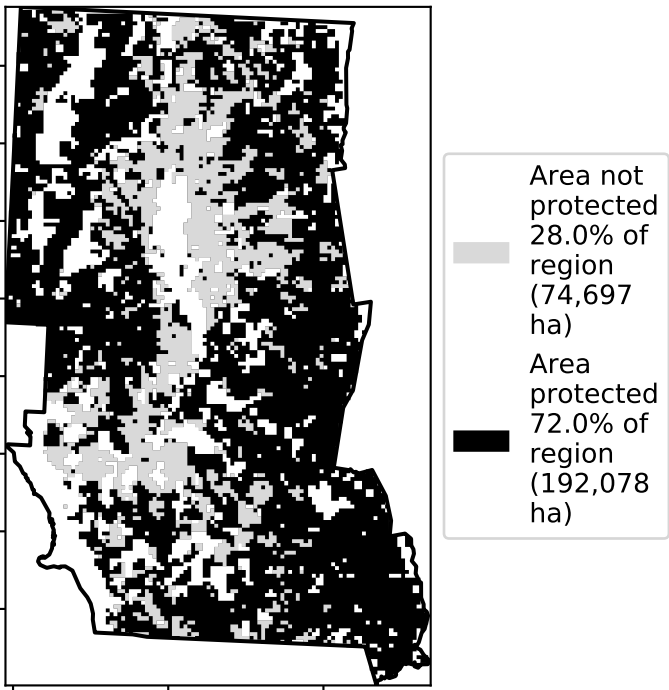 Area not
protected
28.0% of
region
(74,697
ha)
Area
protected
72.0% of
region
(192,078
ha)